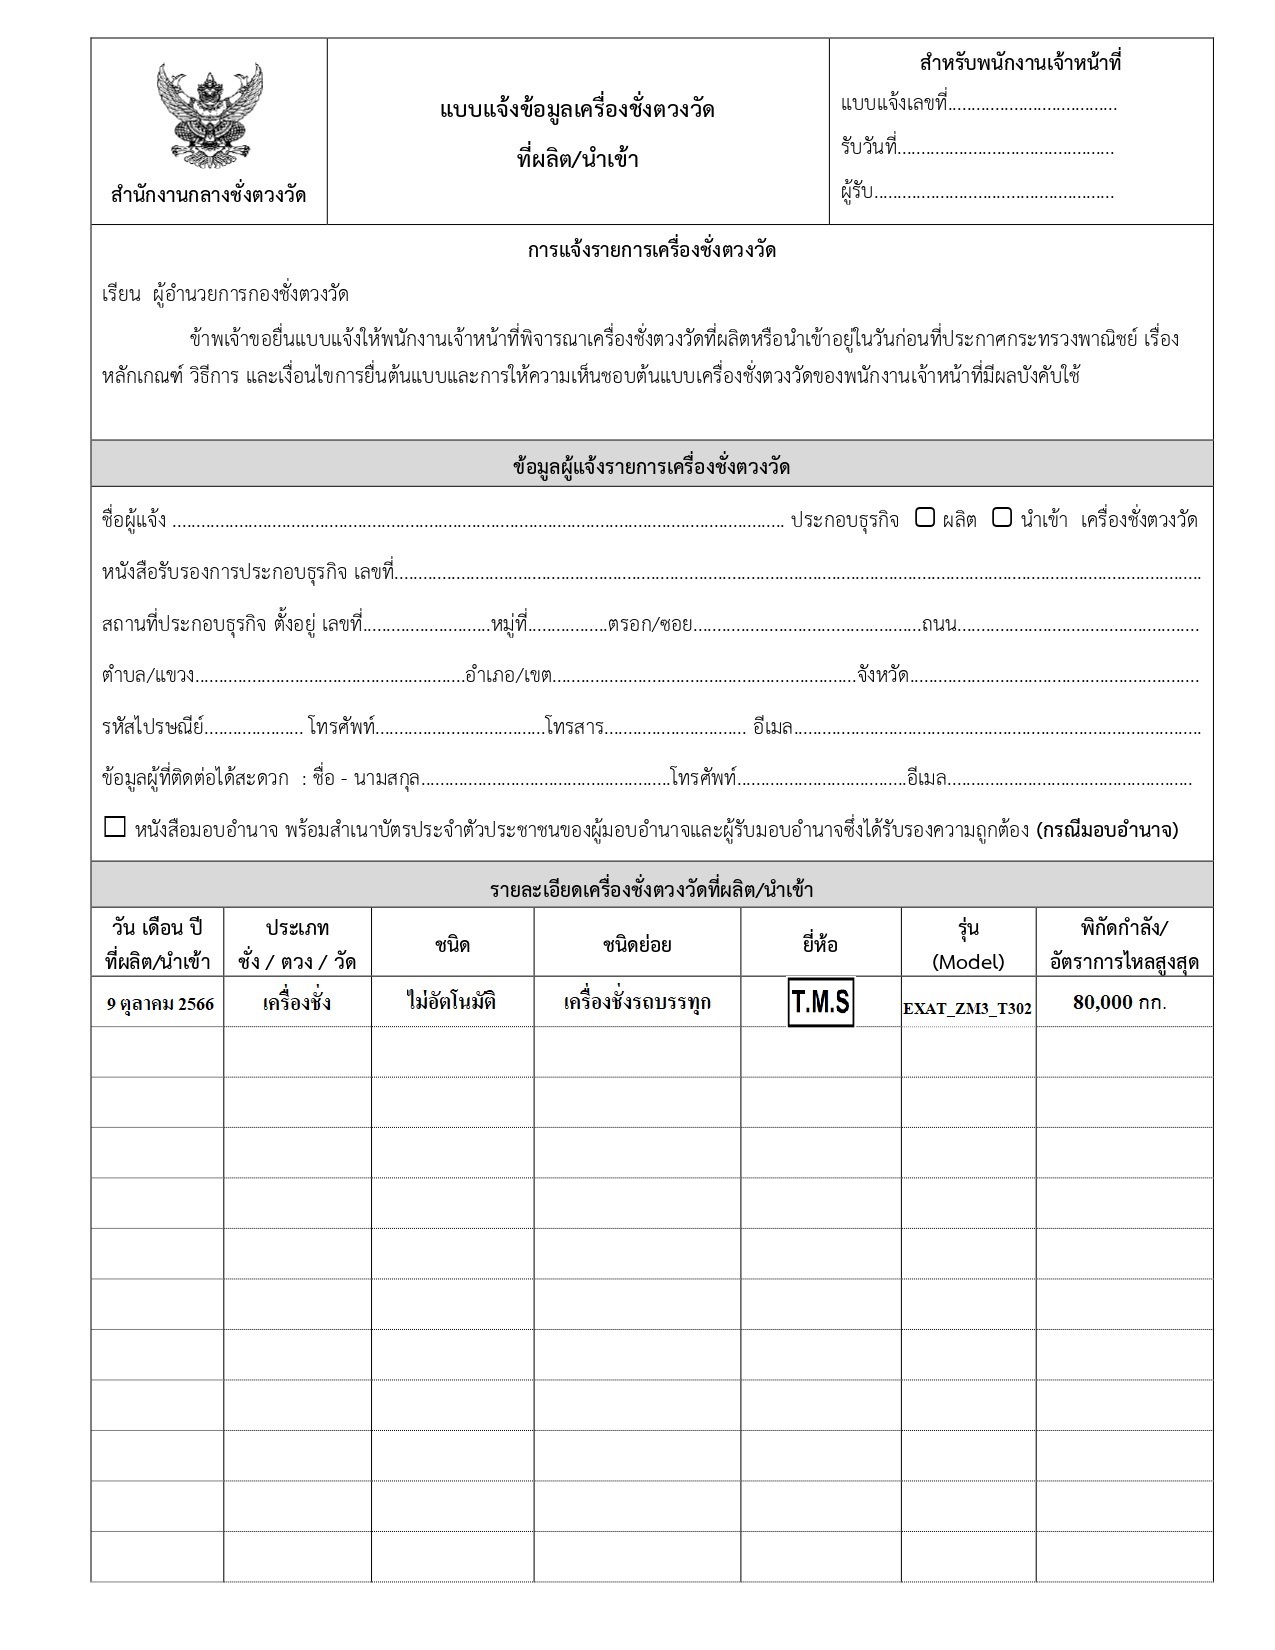 สำนักงานกลางชั่งตวงวัด
แบบแจ้งข้อมูลเครื่องชั่งตวงวัด
ที่ผลิต/นำเข้า
สำหรับพนักงานเจ้าหน้าที่
แบบแจ้งเลขที่....................................
รับวันที่..............................................
ผู้รับ...................................................
การแจ้งรายการเครื่องชั่งตวงวัด
เรียน ผู้อำนวยการกองชั่งตวงวัด
ข้าพเจ้าขอยื่นแบบแจ้งให้พนักงานเจ้าหน้าที่พิจารณาเครื่องชั่งตวงวัดที่ผลิตหรือนำเข้าอยู่ในวันก่อนที่ประกาศกระทรวงพาณิชย์ เรื่อง
หลักเกณฑ์ วิธีการ และเงื่อนไขการยื่นต้นแบบและการให้ความเห็นชอบต้นแบบเครื่องชั่งตวงวัดของพนักงานเจ้าหน้าที่มีผลบังคับใช้
ข้อมูลผู้แจ้งรายการเครื่องชั่งตวงวัด
ชื่อผู้แจ้ง .................................................................................................................................. ประกอบธุรกิจ ☐ ผลิต ☐ นำเข้า เครื่องชั่งตวงวัด
หนังสือรับรองการประกอบธุรกิจ เลขที่...........................................................................................................................................................................
สถานที่ประกอบธุรกิจ ตั้งอยู่ เลขที่...........................หมู่ที่.................ตรอก/ซอย................................................ถนน...................................................
ตำบล/แขวง.........................................................อำเภอ/เขต................................................................จังหวัด.............................................................
รหัสไปรษณีย์..................... โทรศัพท์....................................โทรสาร.............................. อีเมล......................................................................................
ข้อมูลผู้ที่ติดต่อได้สะดวก : ชื่อ - นามสกุล.....................................................โทรศัพท์....................................อีเมล....................................................
☐ หนังสือมอบอำนาจ พร้อมสำเนาบัตรประจำตัวประชาชนของผู้มอบอำนาจและผู้รับมอบอำนาจซึ่งได้รับรองความถูกต้อง (กรณีมอบอำนาจ)
รายละเอียดเครื่องชั่งตวงวัดที่ผลิต/นำเข้า
วัน เดือน ปี ที่ผลิต/นำเข้า ประเภท ชั่ง / ตวง / วัด ชนิด ชนิดย่อย ยี่ห้อ รุ่น (Model) พิกัดกำลัง/ อัตราการไหลสูงสุด
9 ตุลาคม 2566 เครื่องชั่ง ไม่อัตโนมัติ เครื่องชั่งรถบรรทุก T.M.S EXAT_ZM3_T302 80,000 กก.